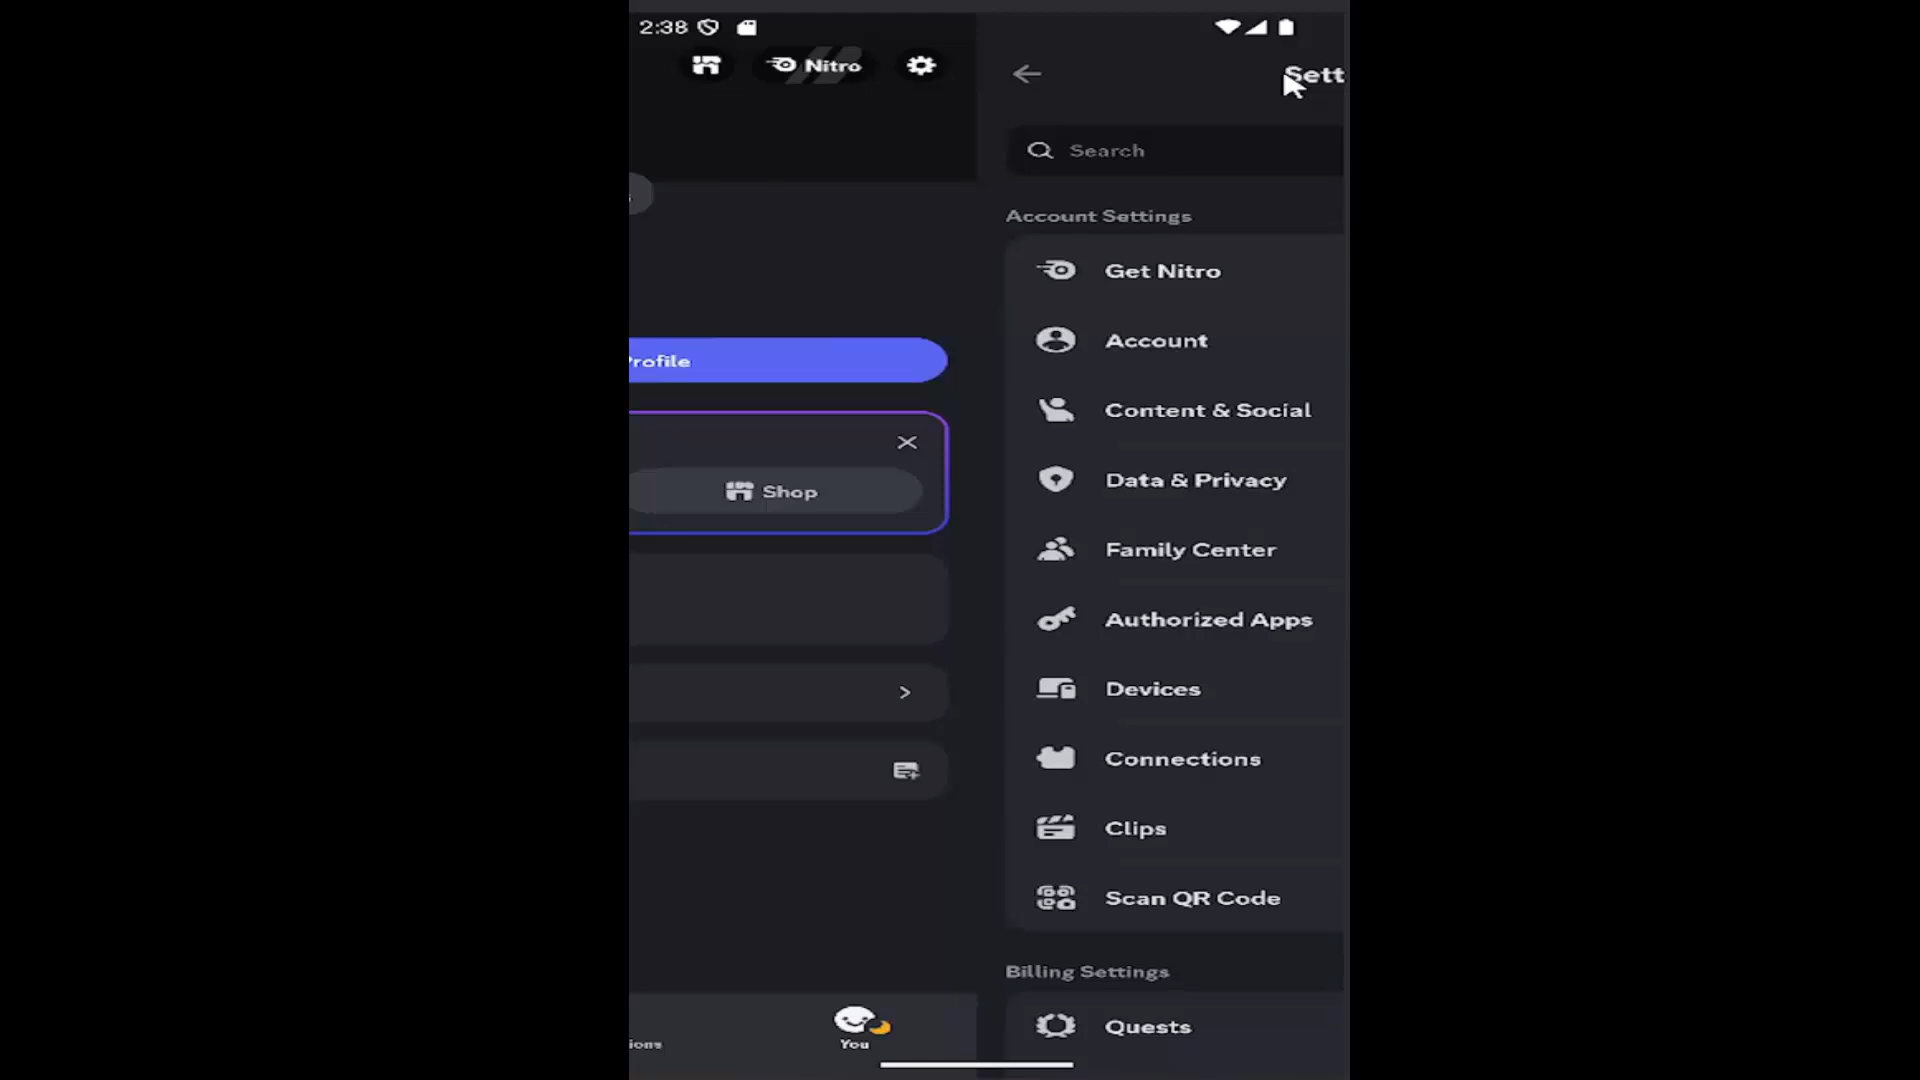 2:38
Nitro
Sett
Search
Account Settings
Get Nitro
Account
Content & Social
rofile
Data & Privacy
Shop
Family Center
Authorized Apps
Devices
Connections
Clips
Scan QR Code
Billing Settings
Quests
ions
You